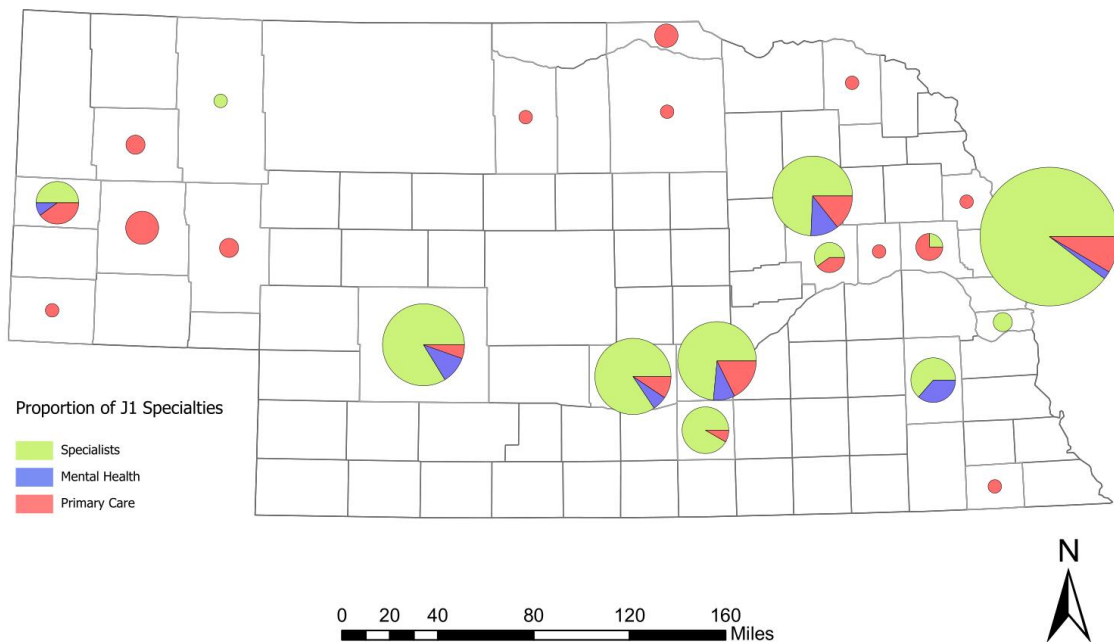 Proportion of J1 Specialties
Specialists
Mental Health
Primary Care
N
0 20 40 80 120 160
Miles